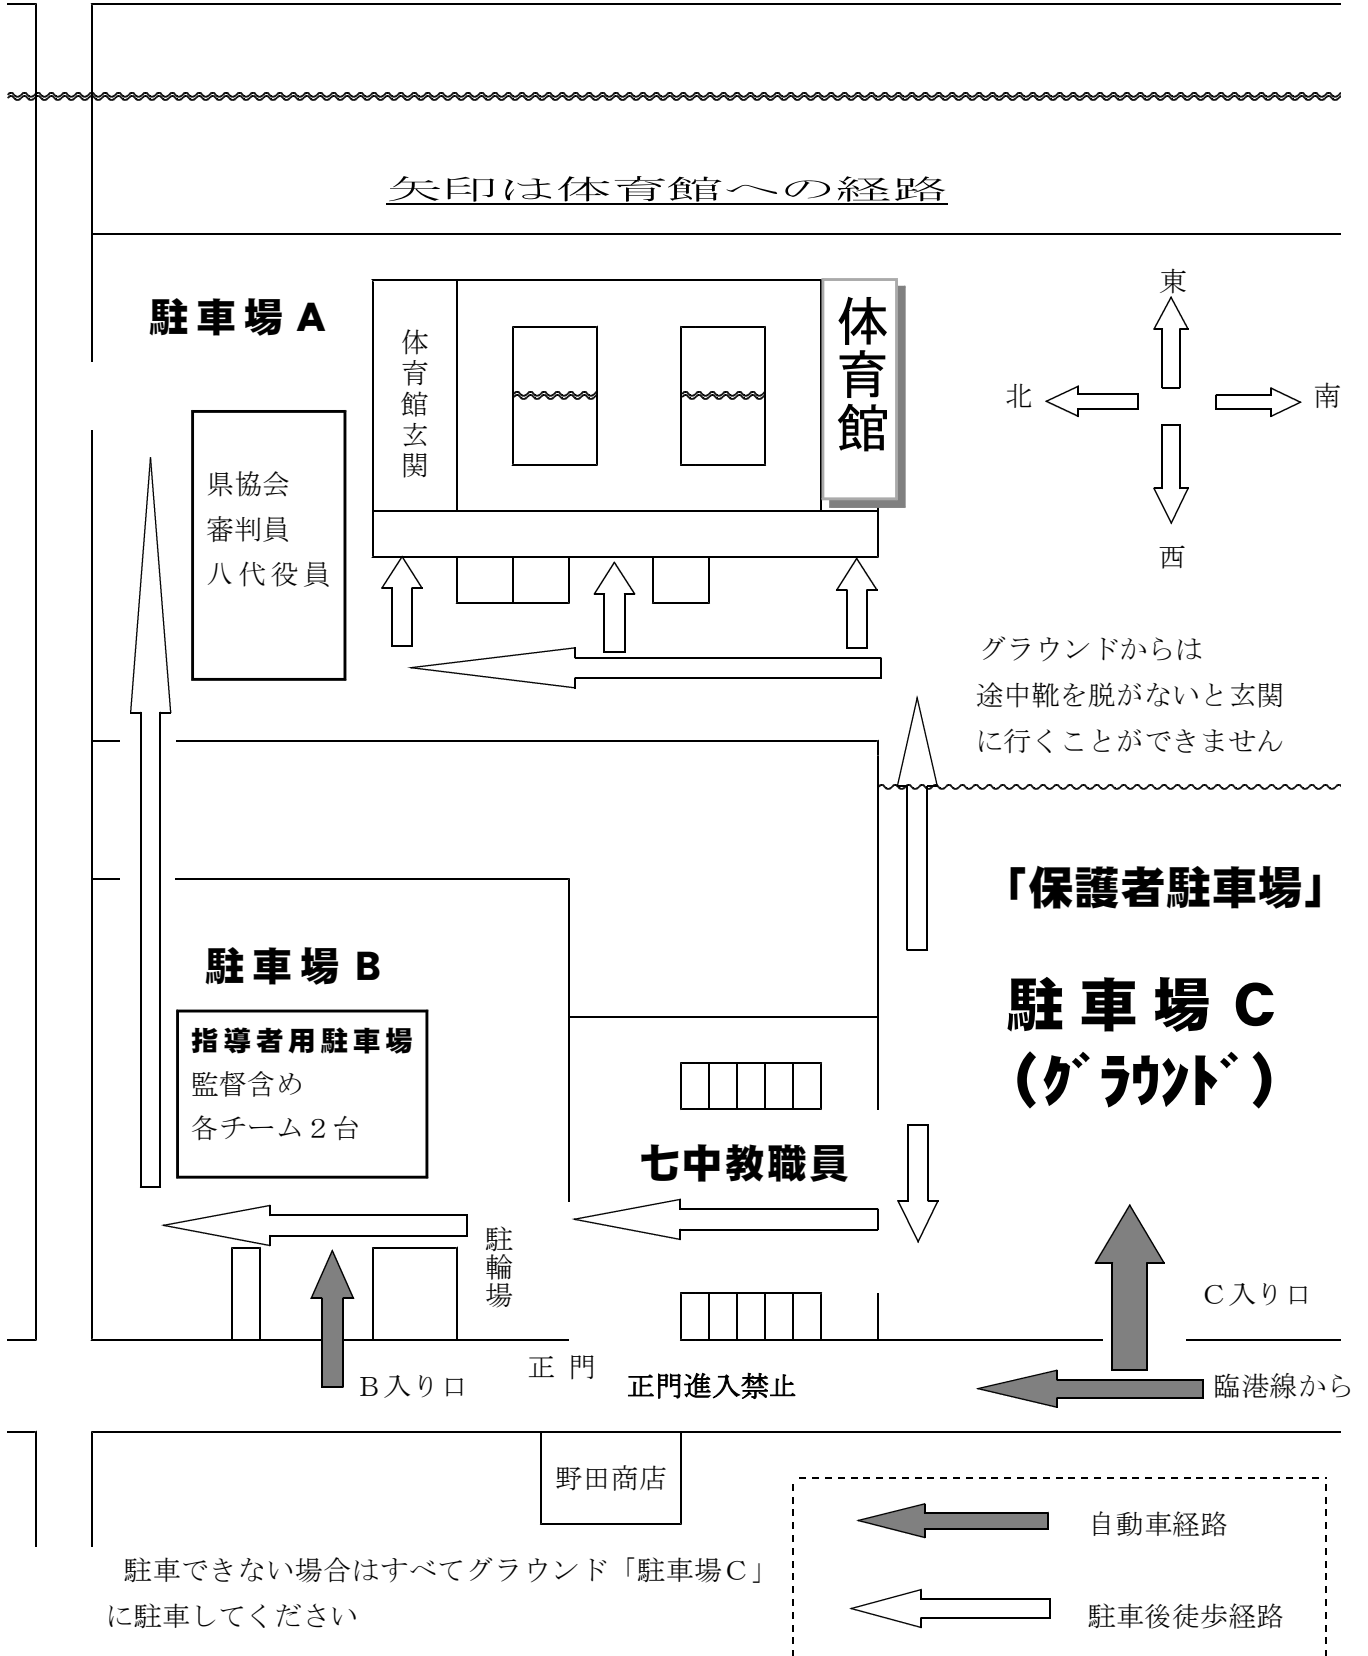 矢印は体育館への経路
駐車場A
体育館玄関
体育館
東
北
南
西
県協会
審判員
八代役員
グラウンドからは
途中靴を脱がないと玄関
に行くことができません
「保護者駐車場」
駐車場B
駐車場C
(グラウンド)
指導者用駐車場
監督含め
各チーム2台
七中教職員
駐輪場
C入り口
B入り口
正門
正門進入禁止
臨港線から
野田商店
自動車経路
駐車後徒歩経路
駐車できない場合はすべてグラウンド「駐車場C」
に駐車してください